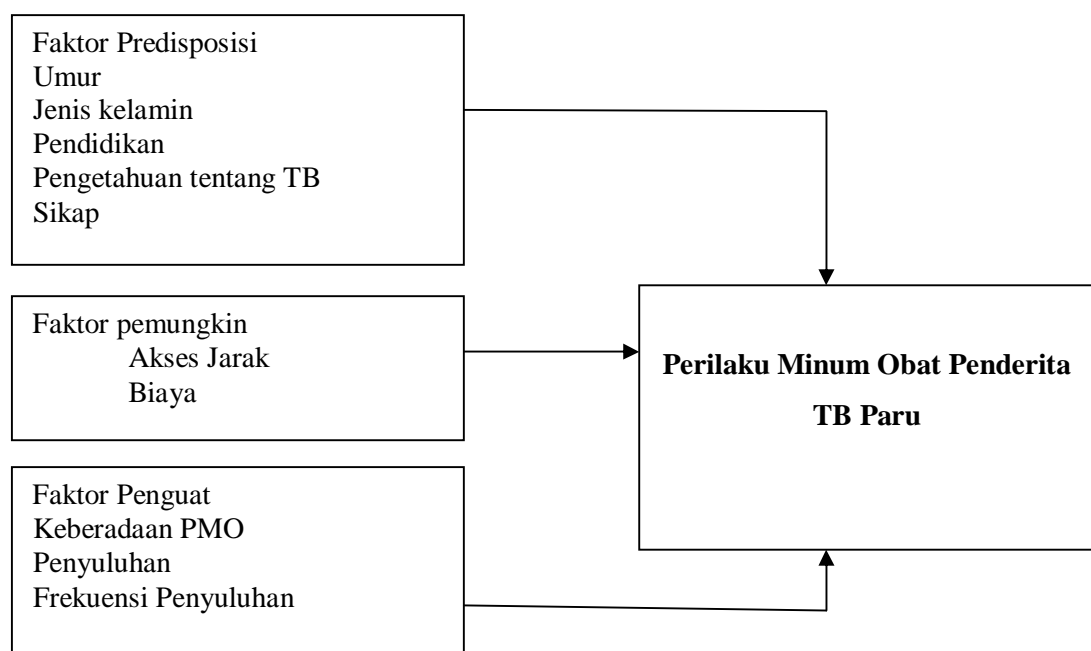 Faktor Predisposisi
Umur
Jenis kelamin
Pendidikan
Pengetahuan tentang TB
Sikap
Faktor pemungkin
Akses Jarak
Biaya
Faktor Penguat
Keberadaan PMO
Penyuluhan
Frekuensi Penyuluhan
Perilaku Minum Obat Penderita
TB Paru